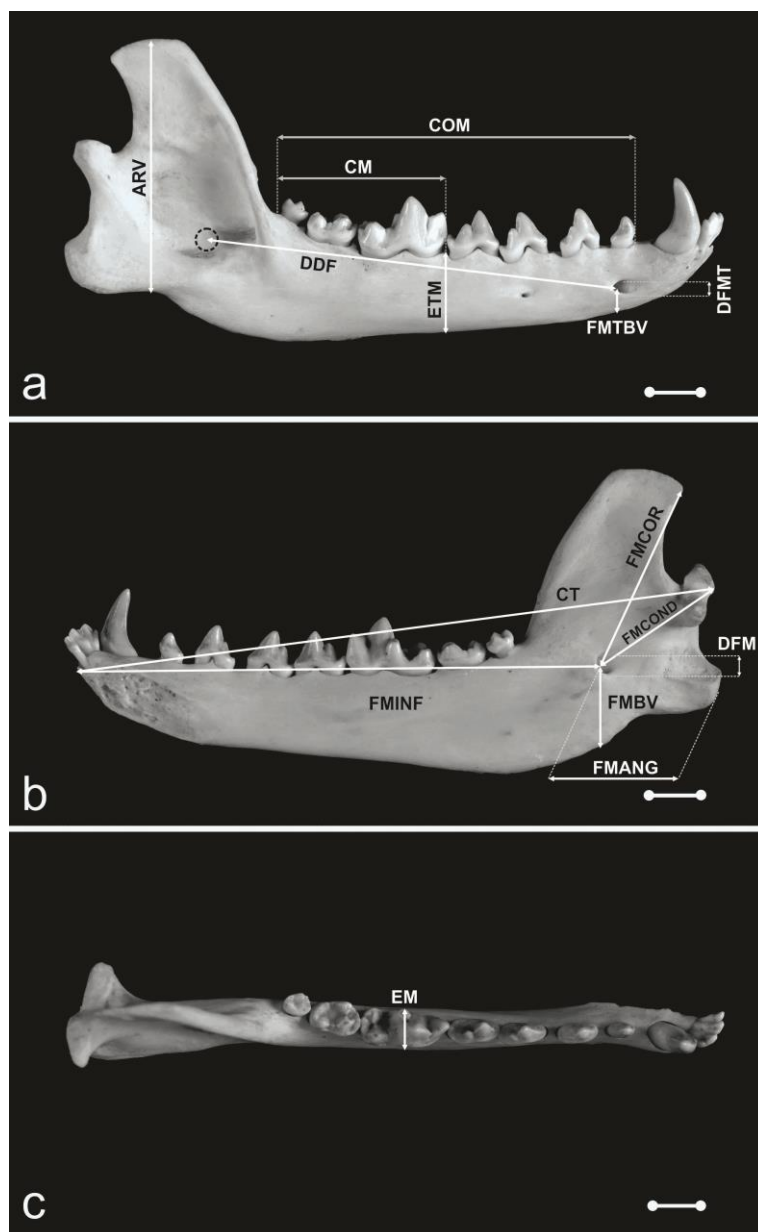 COM
CM
ARV
DDF
ETM
DFMT
FMTBV
a
FMCOR
CT
FMCOND
DFM
FMINF
FMBV
FMANG
b
EM
c